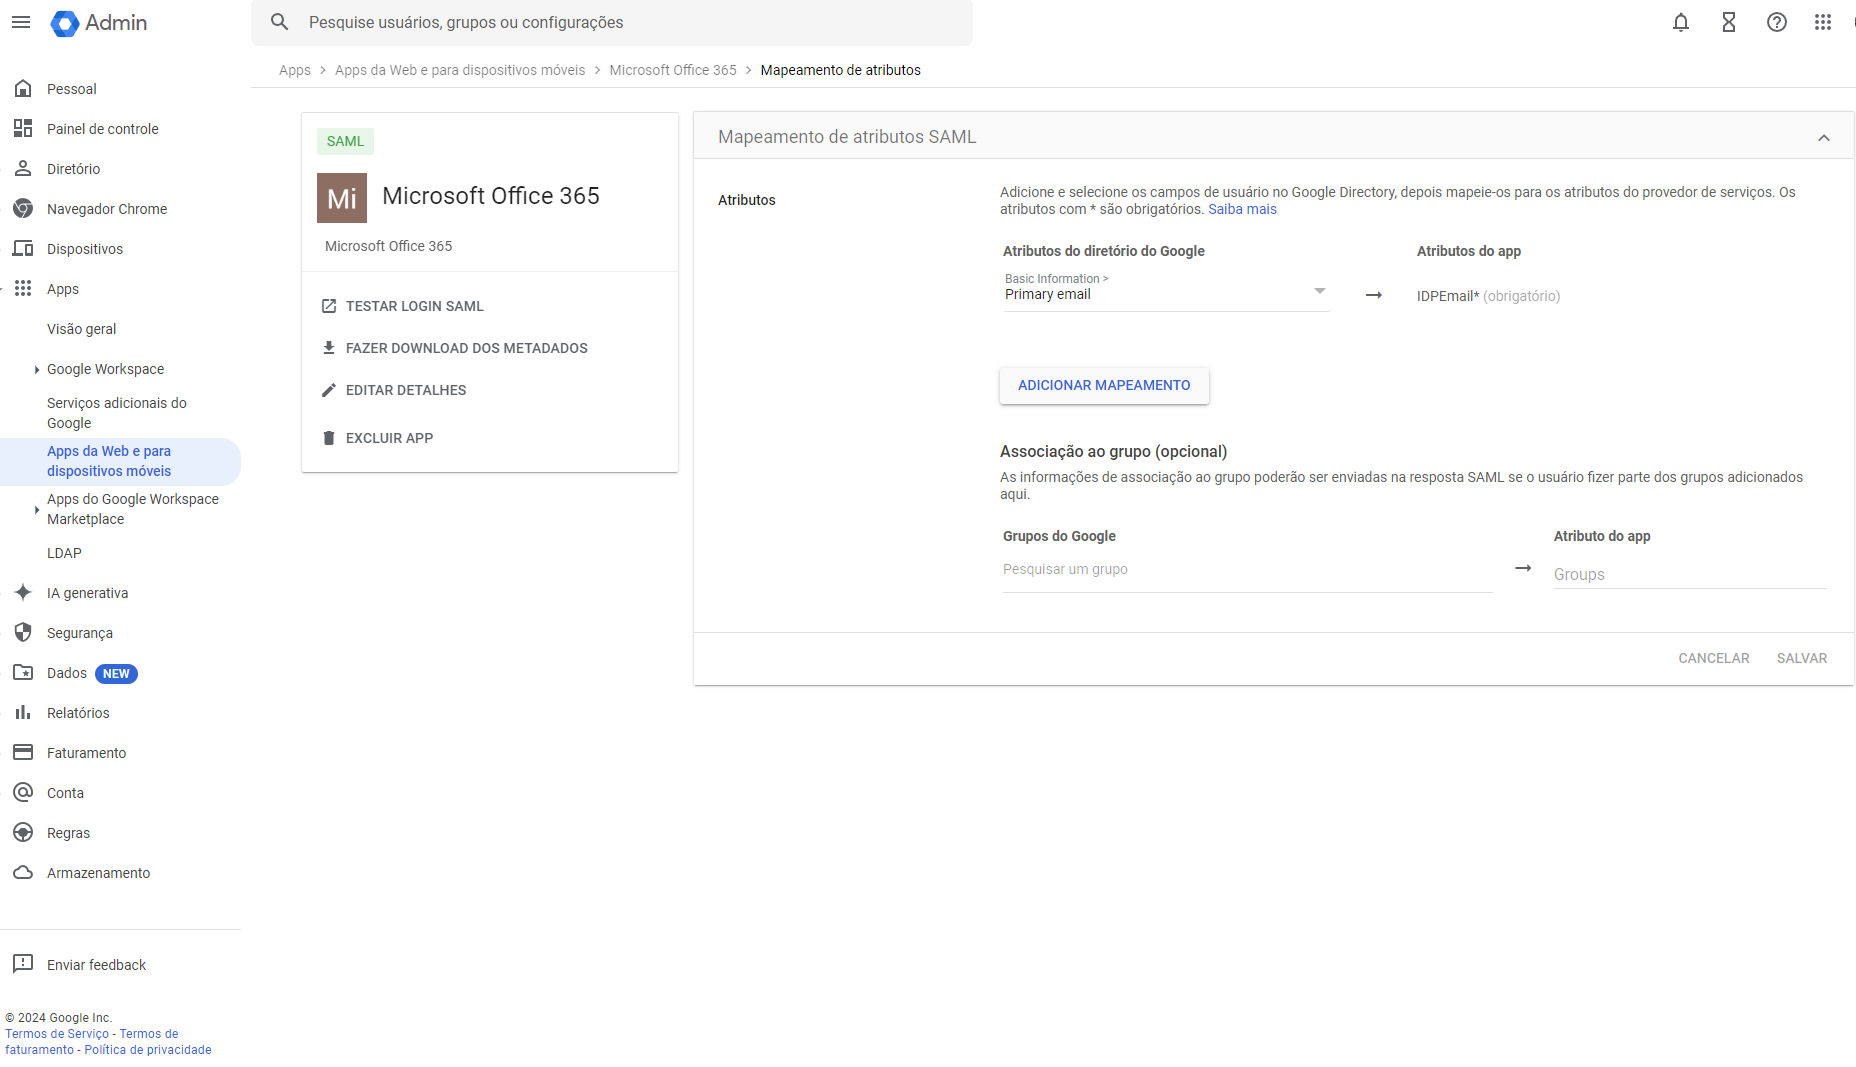 Admin
Pesquise usuários, grupos ou configurações
Apps > Apps da Web e para dispositivos móveis > Microsoft Office 365 > Mapeamento de atributos
Pessoal
Painel de controle
Diretório
Navegador Chrome
Dispositivos
Apps
Visão geral
Google Workspace
Serviços adicionais do
Google
Apps da Web e para
dispositivos móveis
Apps do Google Workspace
Marketplace
LDAP
IA generativa
Segurança
Dados NEW
Relatórios
Faturamento
Conta
Regras
Armazenamento
Enviar feedback
© 2024 Google Inc.
Termos de Serviço - Termos de
faturamento - Política de privacidade
SAML
Mi Microsoft Office 365
Microsoft Office 365
TESTAR LOGIN SAML
FAZER DOWNLOAD DOS METADADOS
EDITAR DETALHES
EXCLUIR APP
Mapeamento de atributos SAML
Atributos
Adicione e selecione os campos de usuário no Google Directory, depois mapeie-os para os atributos do provedor de serviços. Os
atributos com * são obrigatórios. Saiba mais
Atributos do diretório do Google
Atributos do app
Basic Information >
Primary email
IDPEmail* (obrigatório)
ADICIONAR MAPEAMENTO
Associação ao grupo (opcional)
As informações de associação ao grupo poderão ser enviadas na resposta SAML se o usuário fizer parte dos grupos adicionados
aqui.
Grupos do Google
Atributo do app
Pesquisar um grupo
Groups
CANCELAR
SALVAR